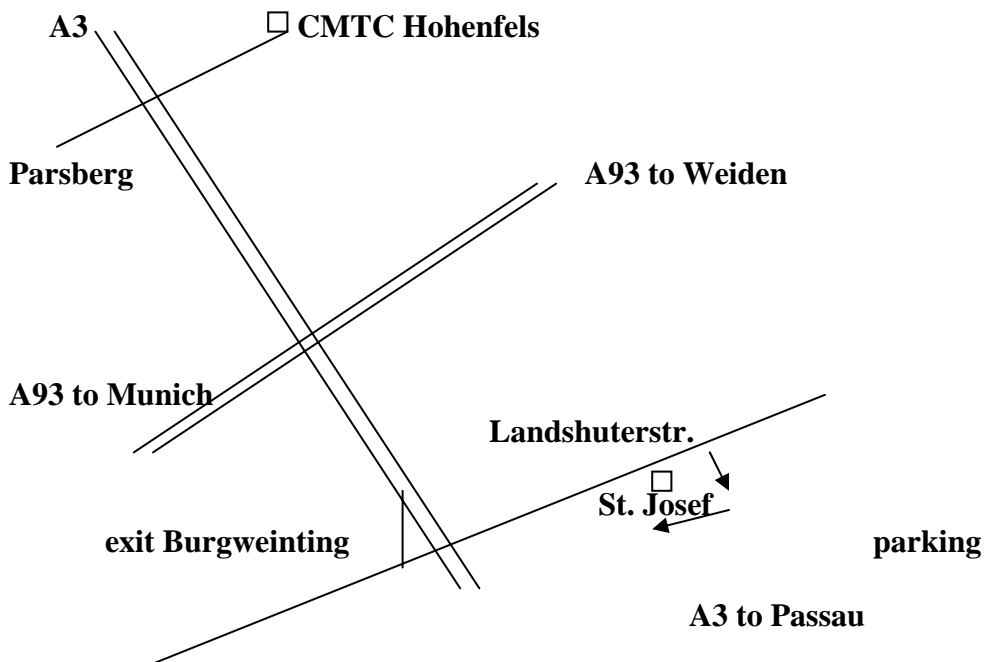 A3 CMTC Hohenfels
Parsberg
A93 to Weiden
A93 to Munich
Landshuterstr.
St. Josef
exit Burgweinting
parking
A3 to Passau